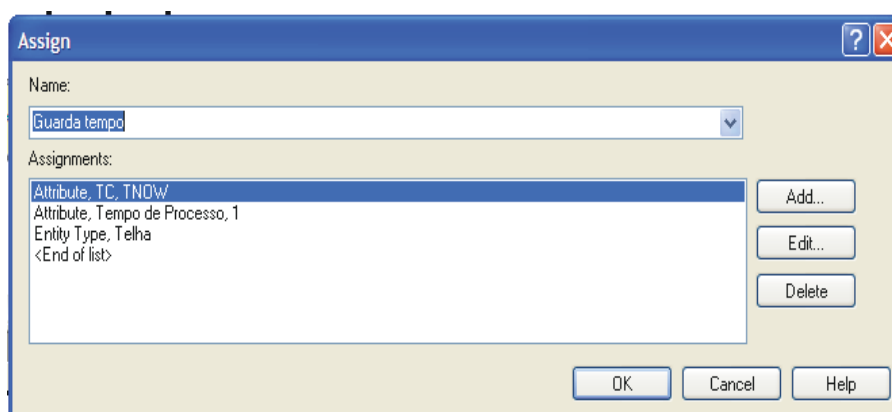 Assign
Name:
Guarda tempo
Assignments:
Attribute, TC, TNOW
Attribute, Tempo de Processo, 1
Entity Type, Telha
<End of list>
Add...
Edit...
Delete
OK
Cancel
Help